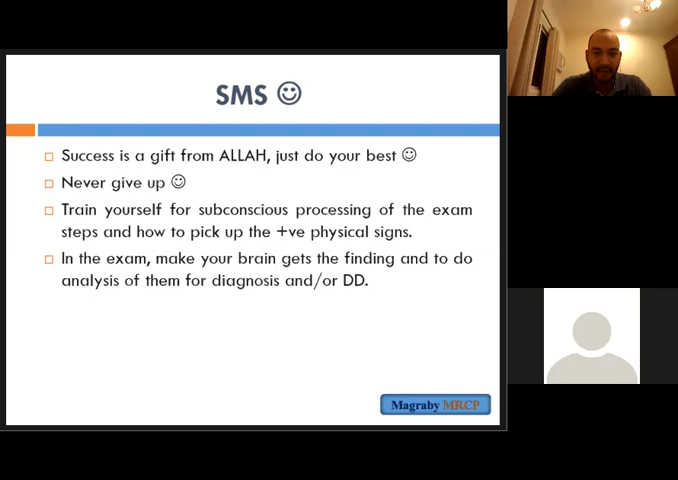 SMS ☺
Success is a gift from ALLAH, just do your best ☺
Never give up ☺
Train yourself for subconscious processing of the exam
steps and how to pick up the +ve physical signs.
In the exam, make your brain gets the finding and to do
analysis of them for diagnosis and/or DD.
Magraby MRCP